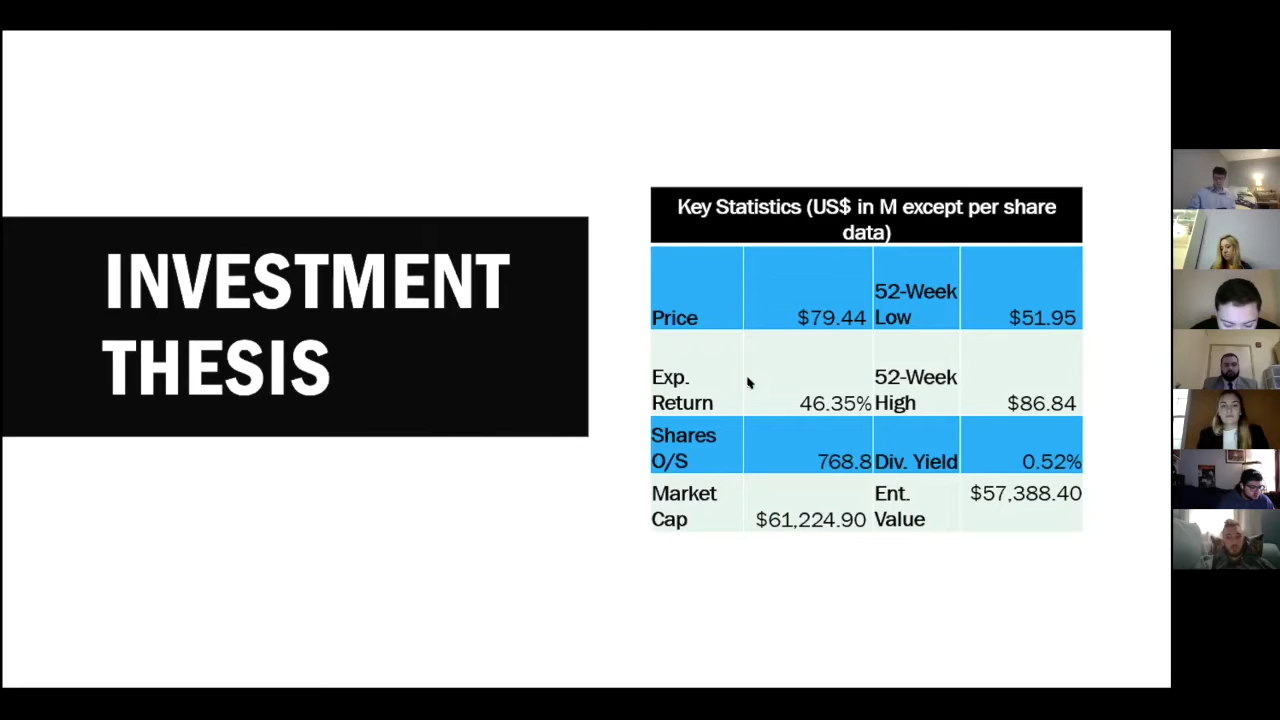 INVESTMENT
THESIS
Key Statistics (US$ in M except per share
data)
Price $79.44 52-Week Low $51.95
Exp. Return 46.35% 52-Week High $86.84
Shares O/S 768.8 Div. Yield 0.52%
Market Cap $61,224.90 Ent. Value $57,388.40